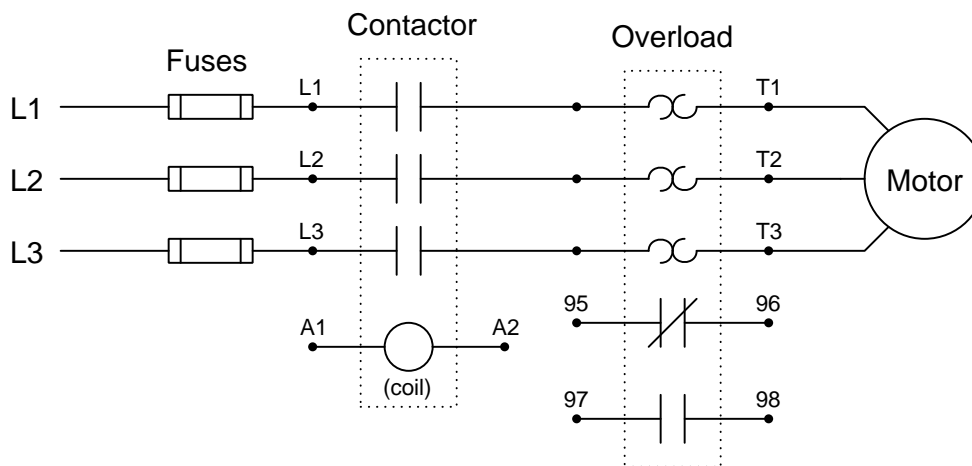 Contactor
Overload
Fuses
L1 L1 T1
L2 L2 T2 Motor
L3 L3 T3
95 96
A1 A2
(coil)
97 98